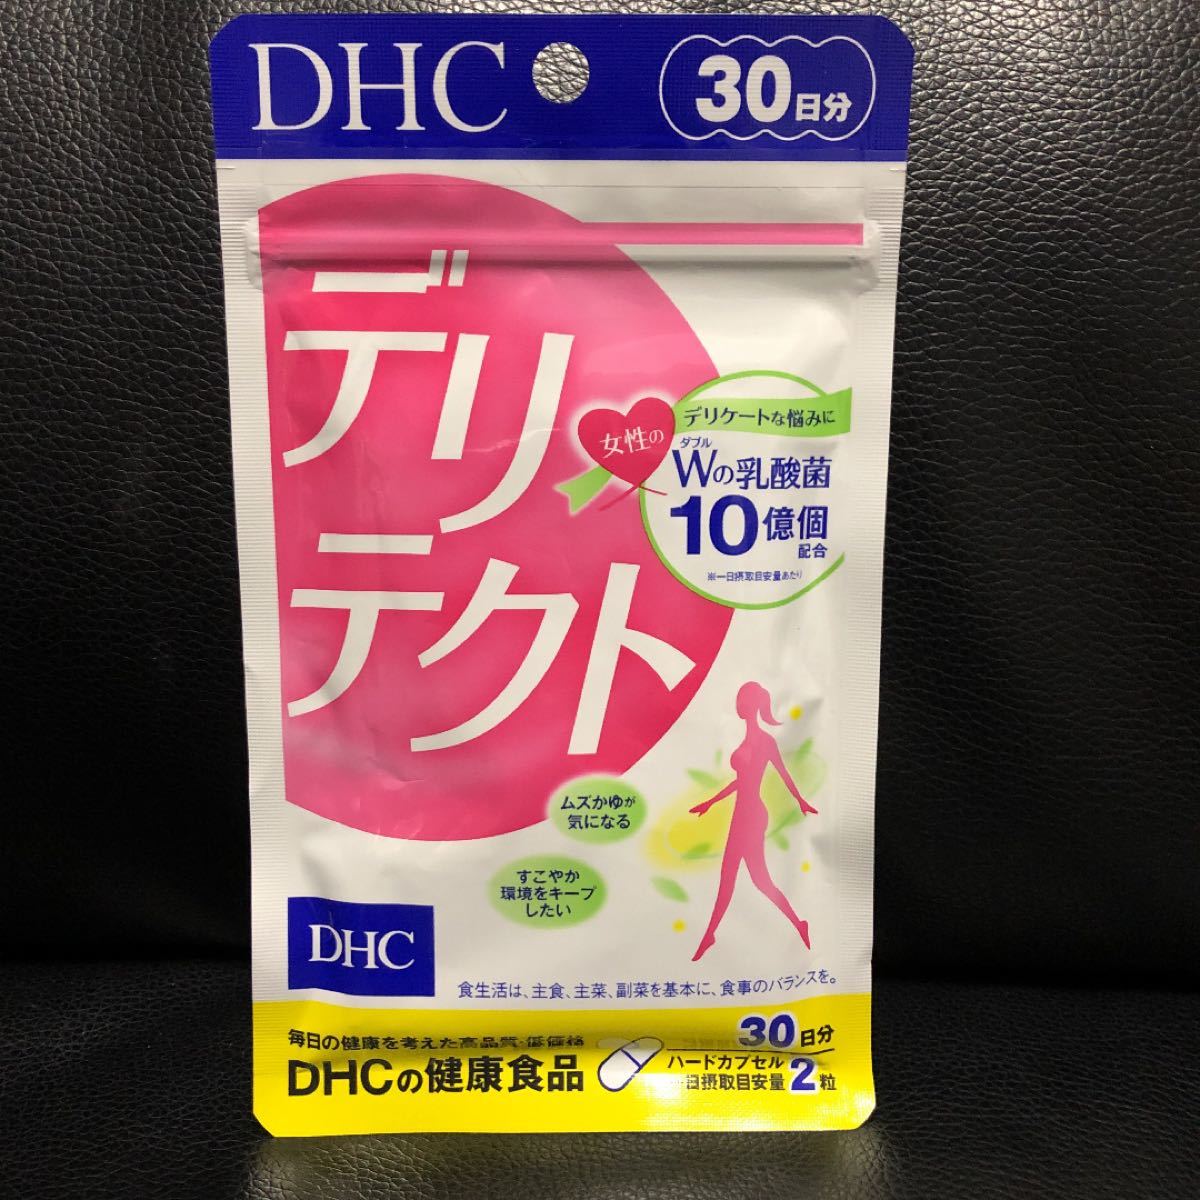 DHC
30日分
デリ
テクト
女性の
デリケートな悩みに
ダブル
Wの乳酸菌
10億個
配合
※一日摂取目安量あたり
ムズかゆが
気になる
すこやか
環境をキープ
したい
DHC
食生活は、主食、主菜、副菜を基本に、食事のバランスを。
毎日の健康を考えた高品質・低価格
DHCの健康食品
30日分
ハードカプセル
一日摂取目安量 2粒